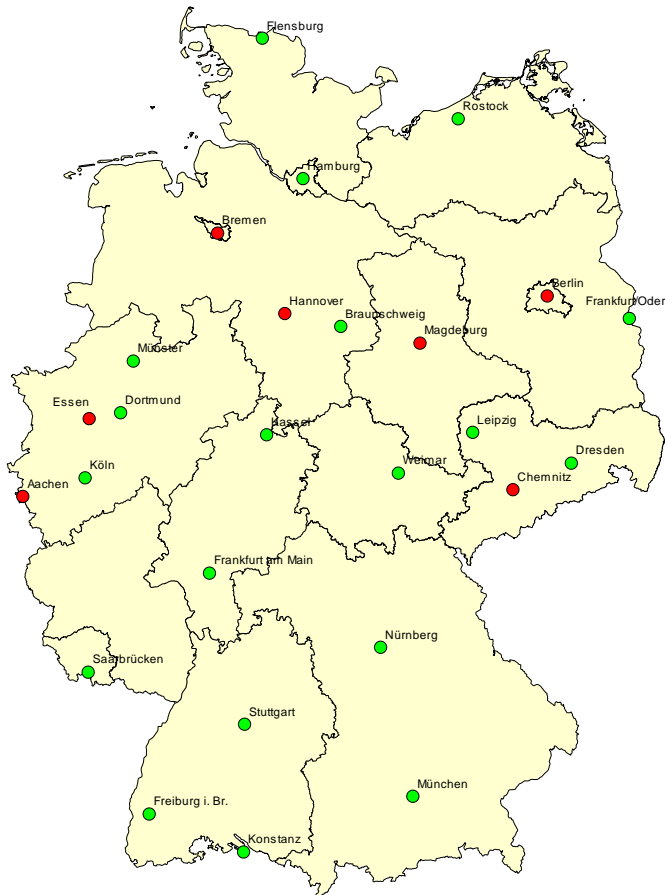 Flensburg
Rostock
Hamburg
Bremen
Berlin
Hannover
Frankfurt/Oder
Braunschweig
Magdeburg
Münster
Essen
Dortmund
Kassel
Leipzig
Dresden
Weimar
Köln
Chemnitz
Aachen
Frankfurt am Main
Nürnberg
Saarbrücken
Stuttgart
München
Freiburg i. Br.
Konstanz